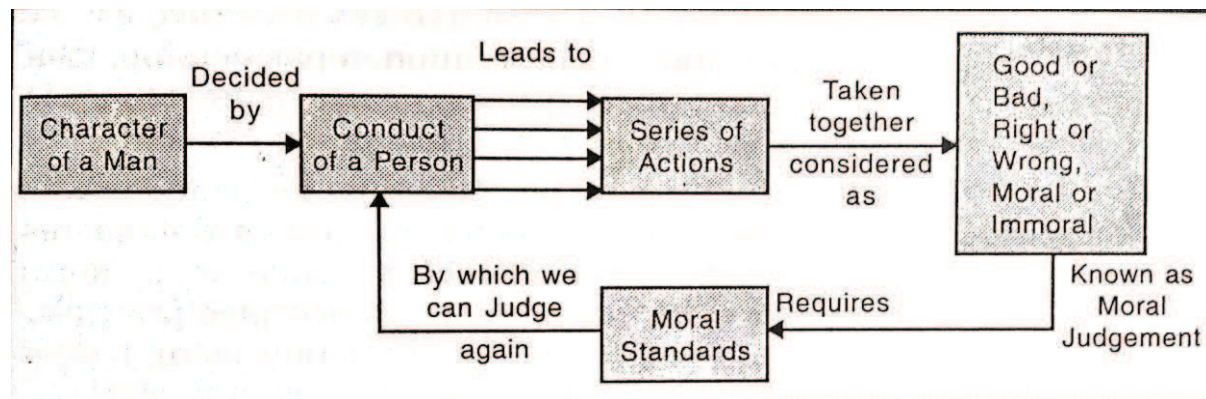 Leads to
Decided
by
Character
of a Man
Conduct
of a Person
Series of
Actions
Taken
together
considered
as
Good or
Bad,
Right or
Wrong,
Moral or
Immoral
Known as
Moral
Judgement
Requires
Moral
Standards
By which we
can Judge
again